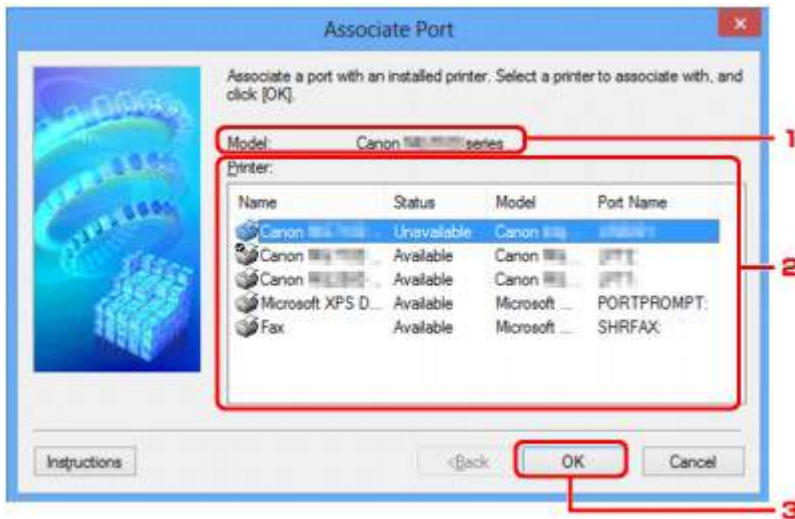 Associate Port
Associate a port with an installed printer. Select a printer to associate with, and
click [OK].
Model: Canon series
1
Printer:
Name Status Model Port Name
Canon Unavailable Canon
2
Canon Available Canon
Canon Available Canon
Microsoft XPS D... Available Microsoft ... PORTPROMPT:
Fax Available Microsoft ... SHRFAX:
Instructions <Back OK Cancel
3